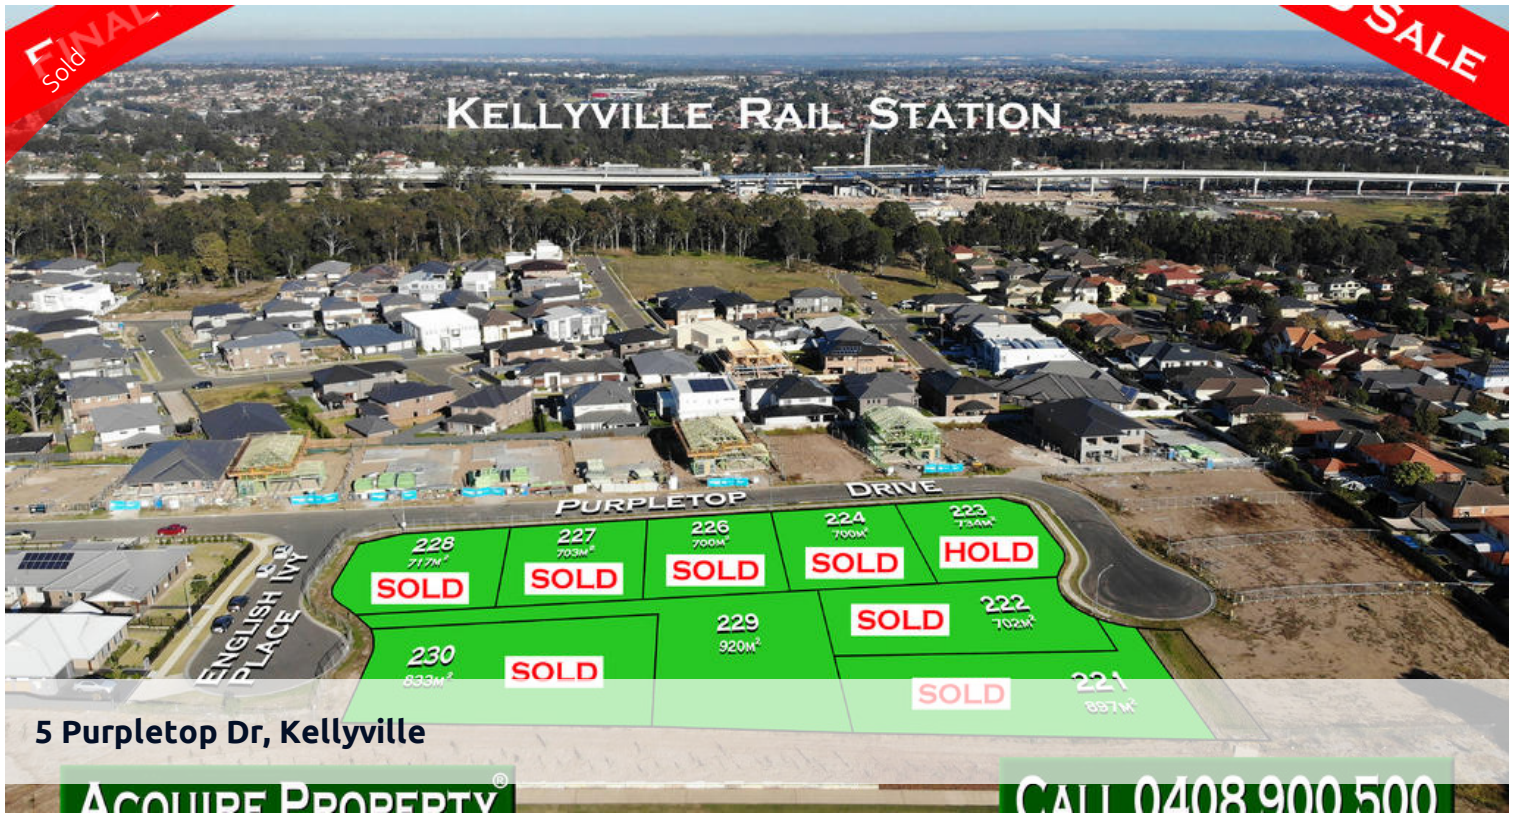 FINAL
Sold
SALE
KELLYVILLE RAIL STATION
PURPLETOP DRIVE
228
717M²
SOLD
227
703M²
SOLD
226
700M²
SOLD
224
700M²
SOLD
223
734M²
HOLD
ENGLISH IVY
PLACE
230
833M²
SOLD
229
920M²
SOLD
222
702M²
SOLD
221
897M²
5 Purpletop Dr, Kellyville
ACQUIRE PROPERTY®
CALL 0408 900 500